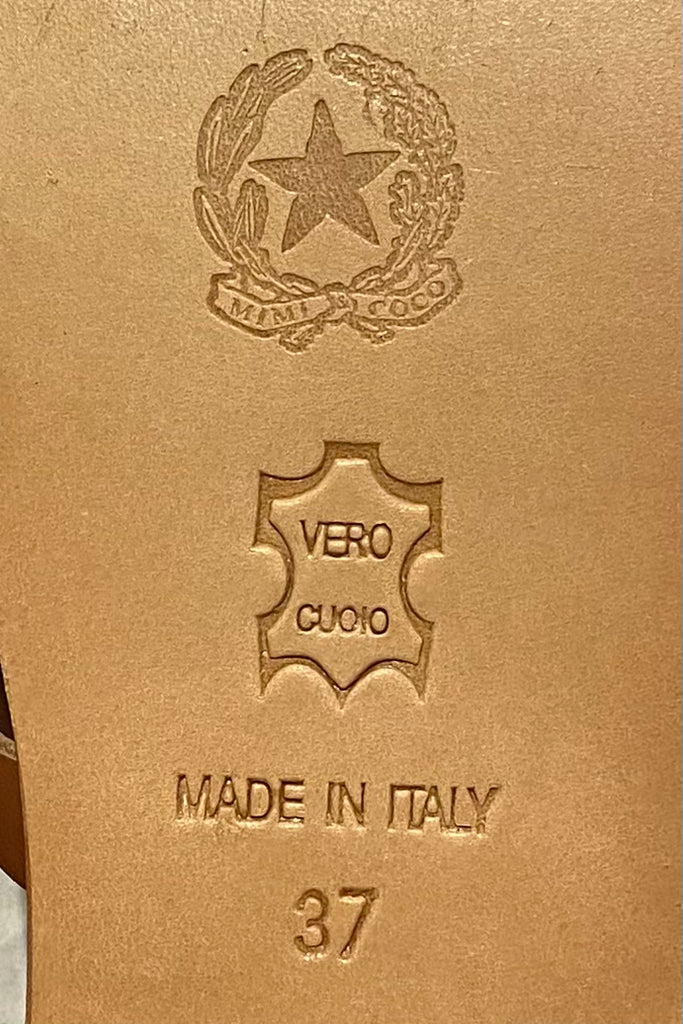 MIMI & COCO
VERO
CUOIO
MADE IN ITALY
37